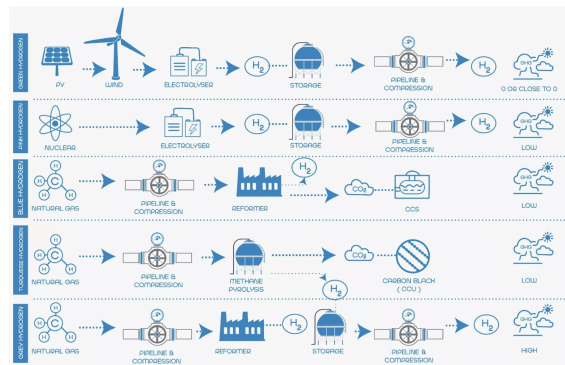 GREEN HYDROGEN
PV
WIND
ELECTROLYSER
H2
STORAGE
PIPELINE &
COMPRESSION
H2
GHG
0 OR CLOSE TO 0
PINK HYDROGEN
NUCLEAR
ELECTROLYSER
H2
STORAGE
PIPELINE &
COMPRESSION
H2
GHG
LOW
BLUE HYDROGEN
H
H
C
H
H
NATURAL GAS
PIPELINE &
COMPRESSION
REFORMER
H2
CO2
CCS
GHG
LOW
TURQUOISE HYDROGEN
H
H
C
H
H
NATURAL GAS
PIPELINE &
COMPRESSION
METHANE
PYROLYSIS
H2
CO2
CARBON BLACK
( CCU )
GHG
LOW
GREY HYDROGEN
H
H
C
H
H
NATURAL GAS
PIPELINE &
COMPRESSION
REFORMER
H2
STORAGE
PIPELINE &
COMPRESSION
H2
GHG
HIGH